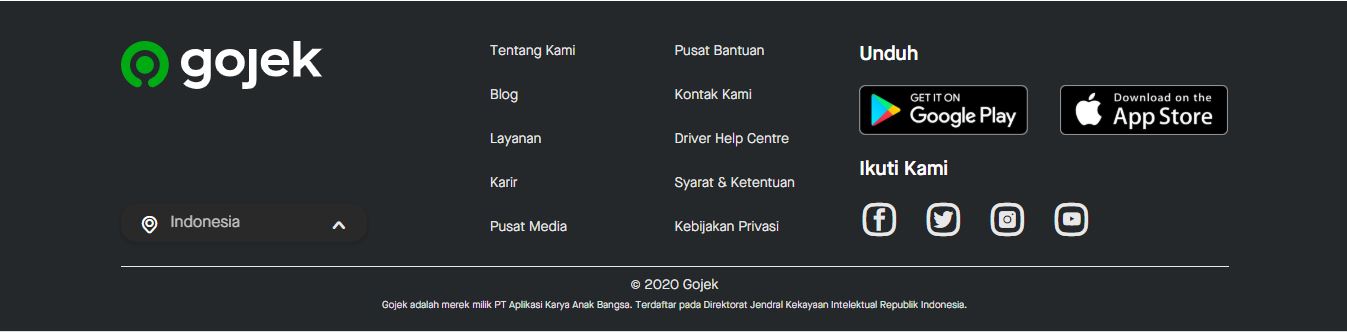 gojek
Indonesia
Tentang Kami
Blog
Layanan
Karir
Pusat Media
Pusat Bantuan
Kontak Kami
Driver Help Centre
Syarat & Ketentuan
Kebijakan Privasi
Unduh
GET IT ON
Google Play
Download on the
App Store
Ikuti Kami
© 2020 Gojek
Gojek adalah merek milik PT Aplikasi Karya Anak Bangsa. Terdaftar pada Direktorat Jendral Kekayaan Intelektual Republik Indonesia.